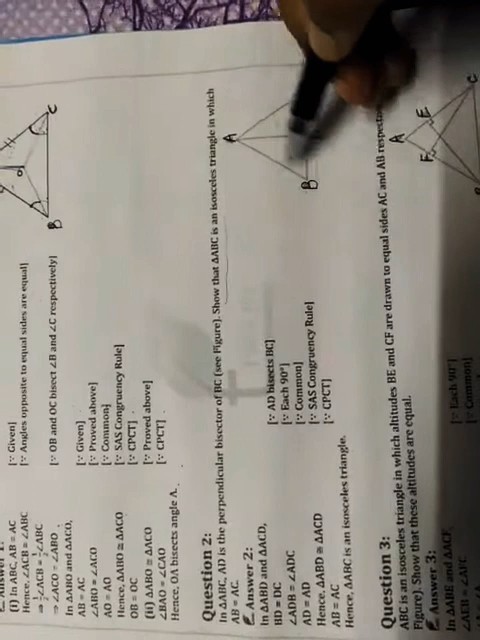 Answer 1:
(i) In ABC, AB = AC [∵ Given]
Hence, ∠ACB = ∠ABC [∵ Angles opposite to equal sides are equal]
⇒ ½∠ACB = ½∠ABC
⇒ ∠ACO = ∠ABO [∵ OB and OC bisect ∠B and ∠C respectively]
In ΔABO and ΔACO,
AB = AC [∵ Given]
∠ABO = ∠ACO [∵ Proved above]
AO = AO [∵ Common]
Hence, ΔABO ≅ ΔACO [∵ SAS Congruency Rule]
OB = OC [∵ CPCT]
(ii) ΔABO ≅ ΔACO [∵ Proved above]
∠BAO = ∠CAO [∵ CPCT]
Hence, OA bisects angle A.
O
B
C
Question 2:
In ΔABC, AD is the perpendicular bisector of BC (see Figure). Show that ΔABC is an isosceles triangle in which
AB = AC.
Answer 2:
In ΔABD and ΔACD,
BD = DC [∵ AD bisects BC]
∠ADB = ∠ADC [∵ Each 90°]
AD = AD [∵ Common]
Hence, ΔABD ≅ ΔACD [∵ SAS Congruency Rule]
AB = AC [∵ CPCT]
Hence, ΔABC is an isosceles triangle.
A
B
Question 3:
ABC is an isosceles triangle in which altitudes BE and CF are drawn to equal sides AC and AB
Figure). Show that these altitudes are equal.
Answer 3:
In ΔABE and ΔACF,
[∵ Each 90°]
[∵ Common]
A
F
E
C